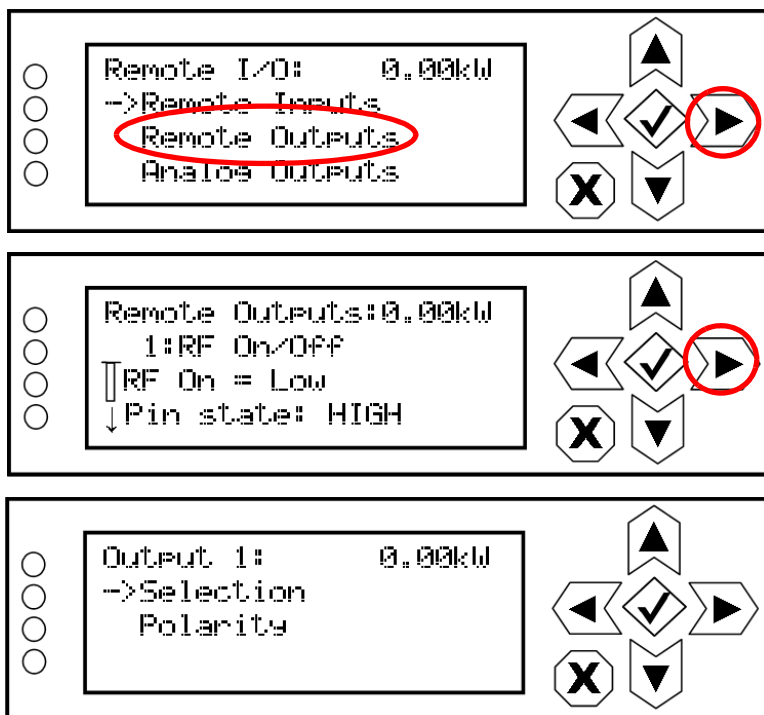 Remote I/O: 0.00kW
->Remote Inputs
Remote Outputs
Analog Outputs
Remote Outputs:0.00kW
1:RF On/Off
RF On = Low
↓Pin state: HIGH
Output 1: 0.00kW
->Selection
Polarity